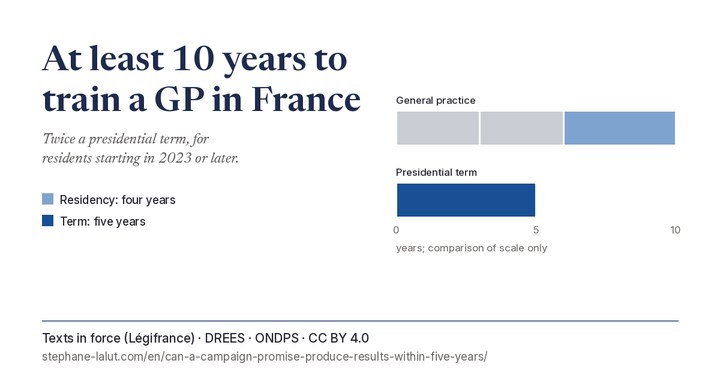 At least 10 years to
train a GP in France
Twice a presidential term, for
residents starting in 2023 or later.
Residency: four years
Term: five years
General practice
Presidential term
0 5 10
years; comparison of scale only
Texts in force (Légifrance) · DREES · ONDPS · CC BY 4.0
stephane-lalut.com/en/can-a-campaign-promise-produce-results-within-five-years/